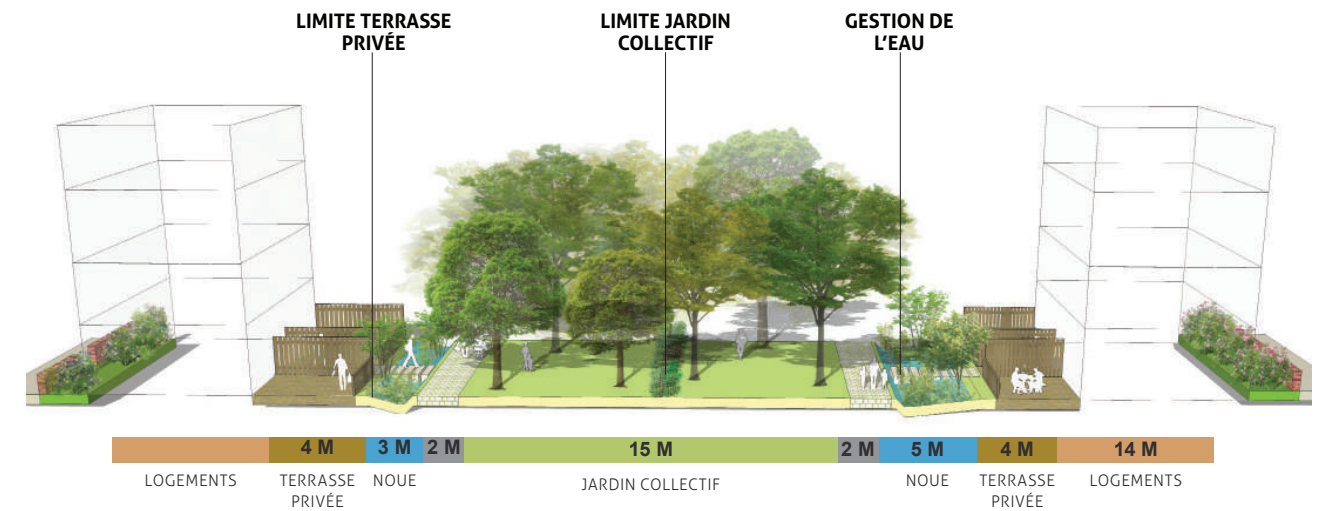 LIMITE TERRASSE
PRIVÉE
LIMITE JARDIN
COLLECTIF
GESTION DE
L'EAU
4 M
3 M
2 M
15 M
2 M
5 M
4 M
14 M
LOGEMENTS
TERRASSE
PRIVÉE
NOUE
JARDIN COLLECTIF
NOUE
TERRASSE
PRIVÉE
LOGEMENTS